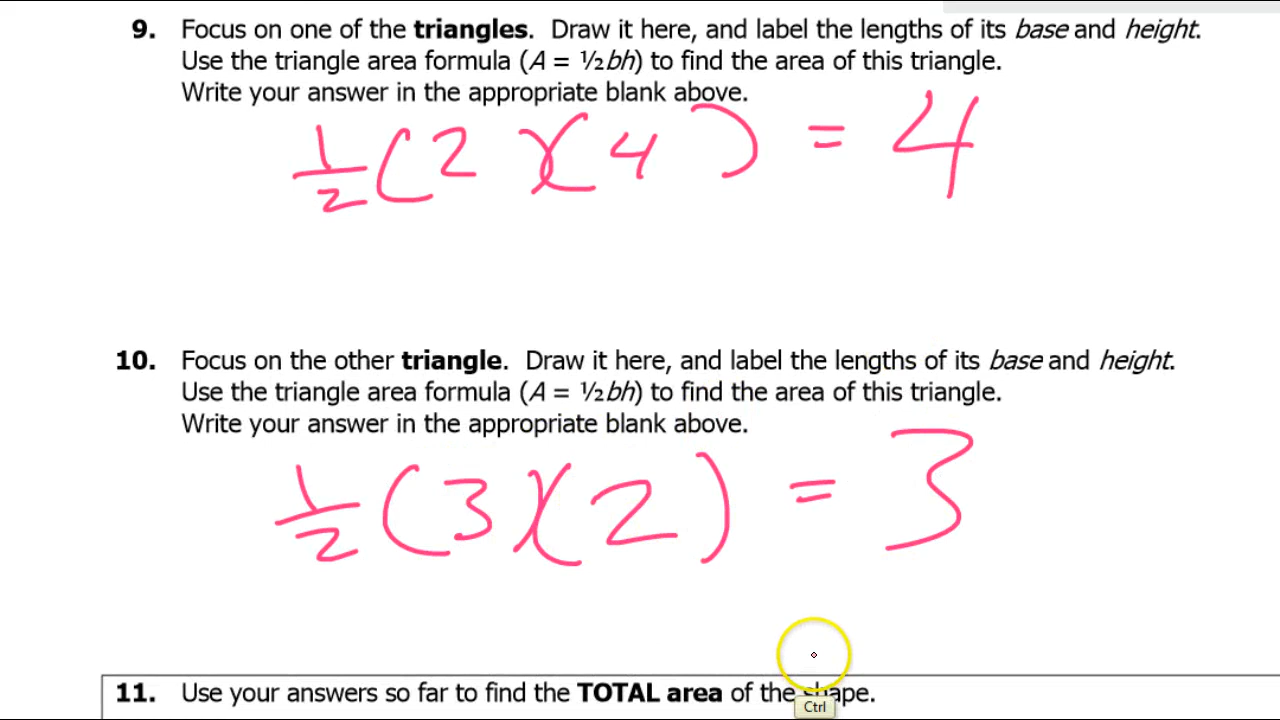 9. Focus on one of the triangles. Draw it here, and label the lengths of its base and height.
Use the triangle area formula (A = ½bh) to find the area of this triangle.
Write your answer in the appropriate blank above.
1/2 (2)(4) = 4
10. Focus on the other triangle. Draw it here, and label the lengths of its base and height.
Use the triangle area formula (A = ½bh) to find the area of this triangle.
Write your answer in the appropriate blank above.
1/2 (3)(2) = 3
11. Use your answers so far to find the TOTAL area of the shape.
Ctrl